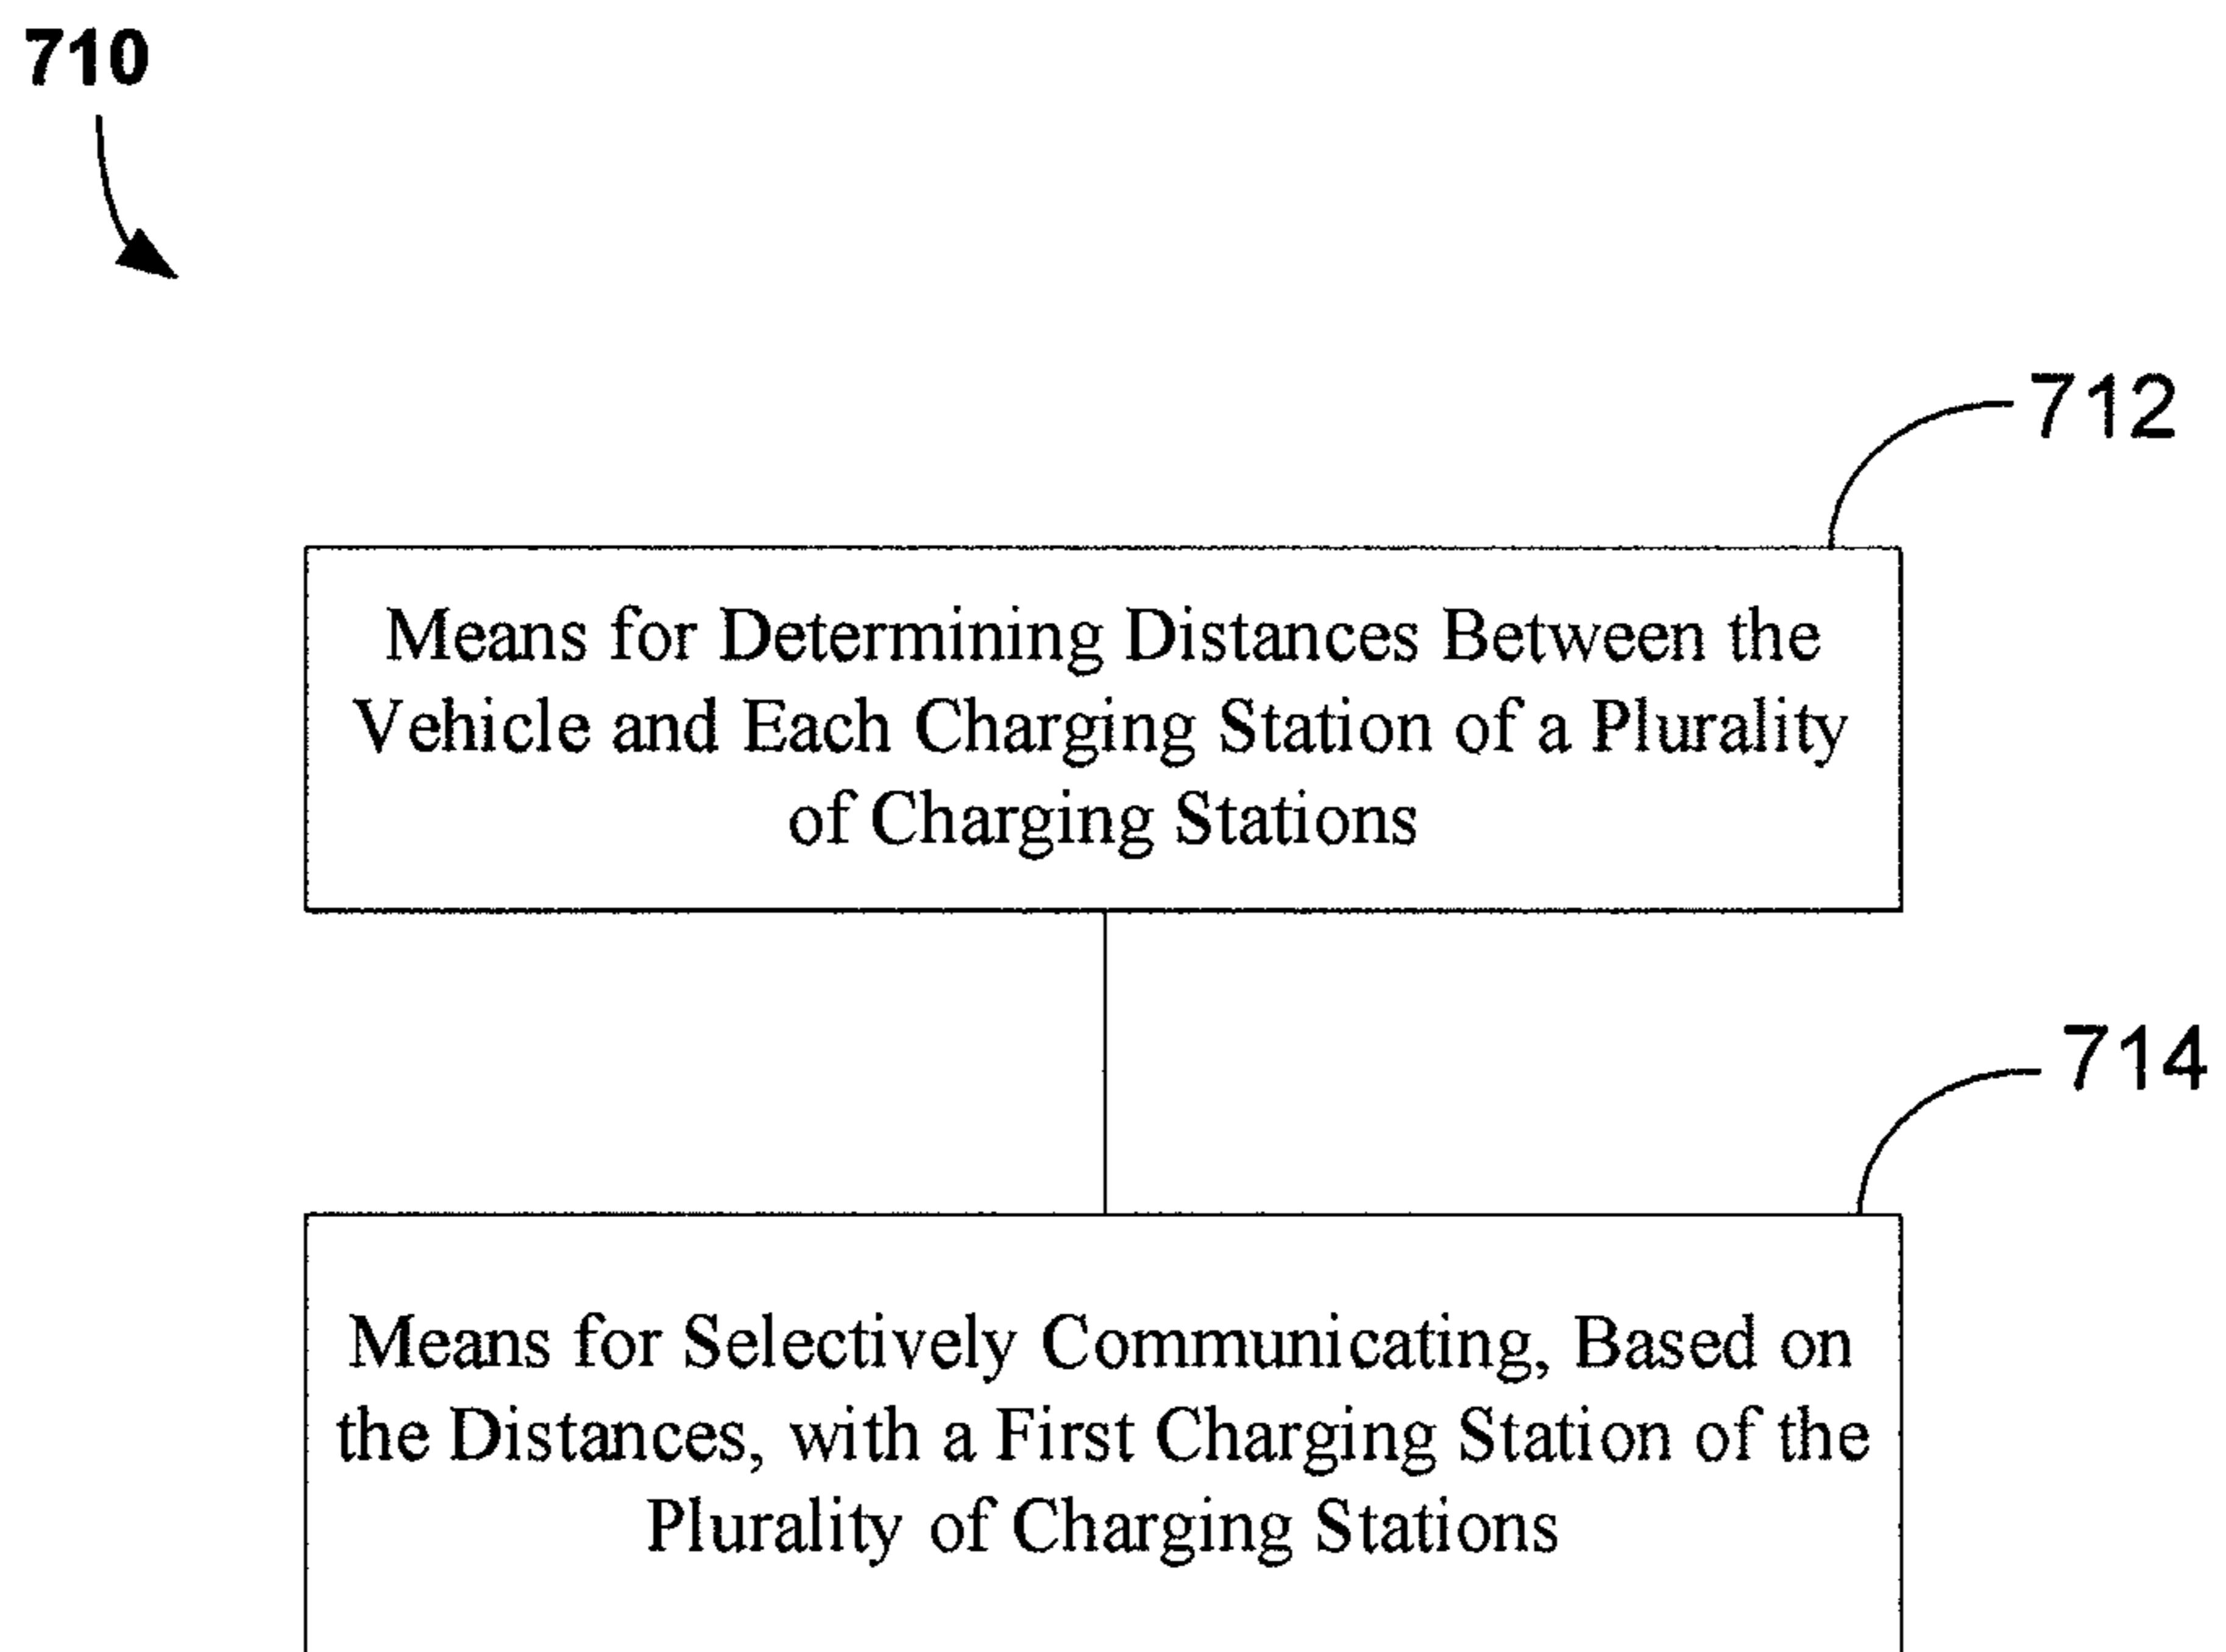 710
712
Means for Determining Distances Between the
Vehicle and Each Charging Station of a Plurality
of Charging Stations
714
Means for Selectively Communicating, Based on
the Distances, with a First Charging Station of the
Plurality of Charging Stations